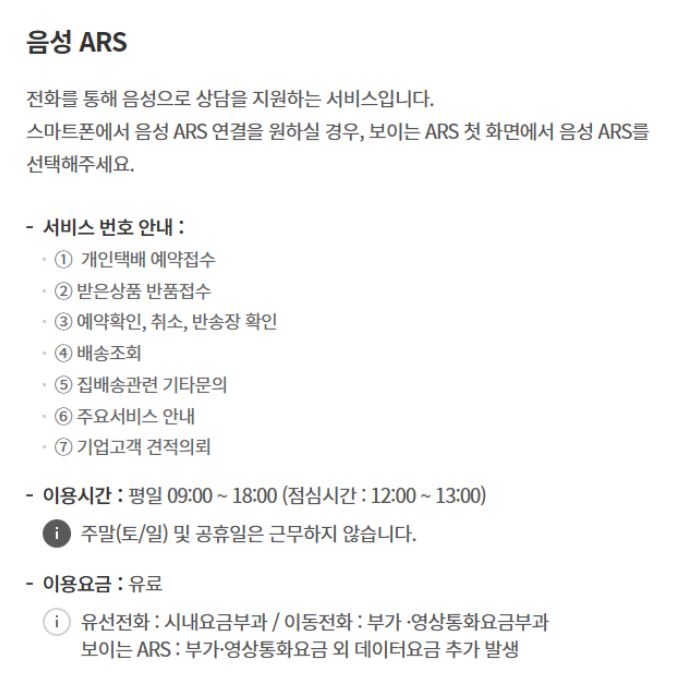 음성 ARS
전화를 통해 음성으로 상담을 지원하는 서비스입니다.
스마트폰에서 음성 ARS 연결을 원하실 경우, 보이는 ARS 첫 화면에서 음성 ARS를
선택해주세요.
- 서비스 번호 안내 :
① 개인택배 예약접수
② 받은상품 반품접수
③ 예약확인, 취소, 반송장 확인
④ 배송조회
⑤ 집배송관련 기타문의
⑥ 주요서비스 안내
⑦ 기업고객 견적의뢰
- 이용시간 : 평일 09:00 ~ 18:00 (점심시간 : 12:00 ~ 13:00)
i 주말(토/일) 및 공휴일은 근무하지 않습니다.
- 이용요금 : 유료
i 유선전화 : 시내요금부과 / 이동전화 : 부가 ·영상통화요금부과
보이는 ARS : 부가·영상통화요금 외 데이터요금 추가 발생